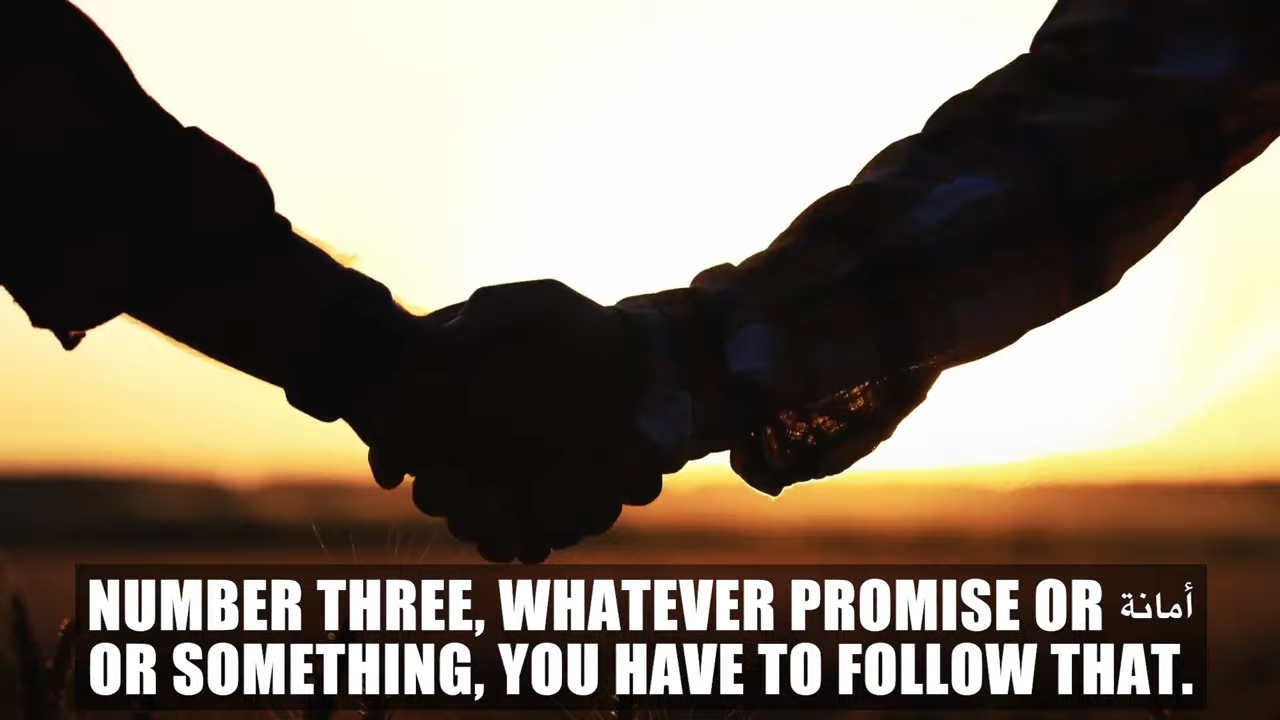 NUMBER THREE, WHATEVER PROMISE OR أمانة
OR SOMETHING, YOU HAVE TO FOLLOW THAT.